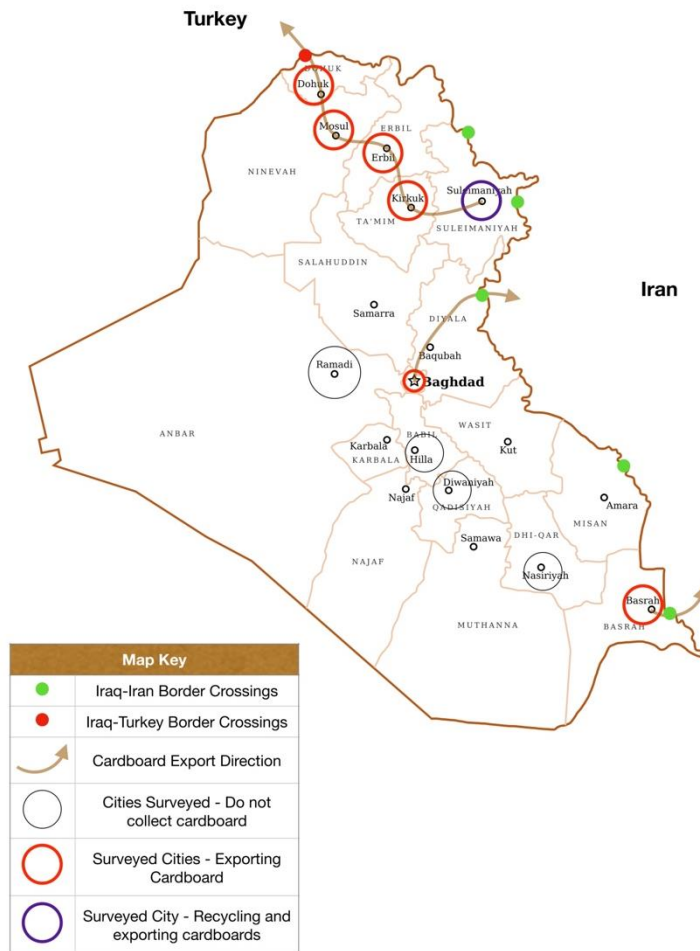 Turkey
DOHUK
Dohuk
Mosul
ERBIL
Erbil
NINEVAH
Kirkuk
Suleimaniyah
TA'MIM
SULEIMANIYAH
SALAHUDDIN
Iran
Samarra
DIYALA
Baqubah
Ramadi
Baghdad
ANBAR
WASIT
BABIL
Karbala
KARBALA
Hilla
Kut
Diwaniyah
Najaf
QADISIYAH
Amara
MISAN
Samawa
DHI-QAR
NAJAF
Nasiriyah
Basrah
MUTHANNA
BASRAH
Map Key
Iraq-Iran Border Crossings
Iraq-Turkey Border Crossings
Cardboard Export Direction
Cities Surveyed - Do not
collect cardboard
Surveyed Cities - Exporting
Cardboard
Surveyed City - Recycling and
exporting cardboards